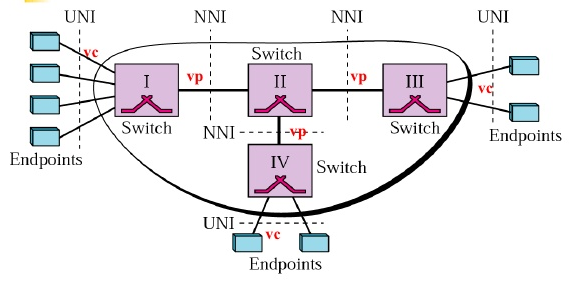 UNI
NNI
NNI
UNI
vc
Switch
I
vp
II
vp
III
vc
Switch
NNI
vp
Switch
Endpoints
Endpoints
IV
Switch
UNI
vc
Endpoints